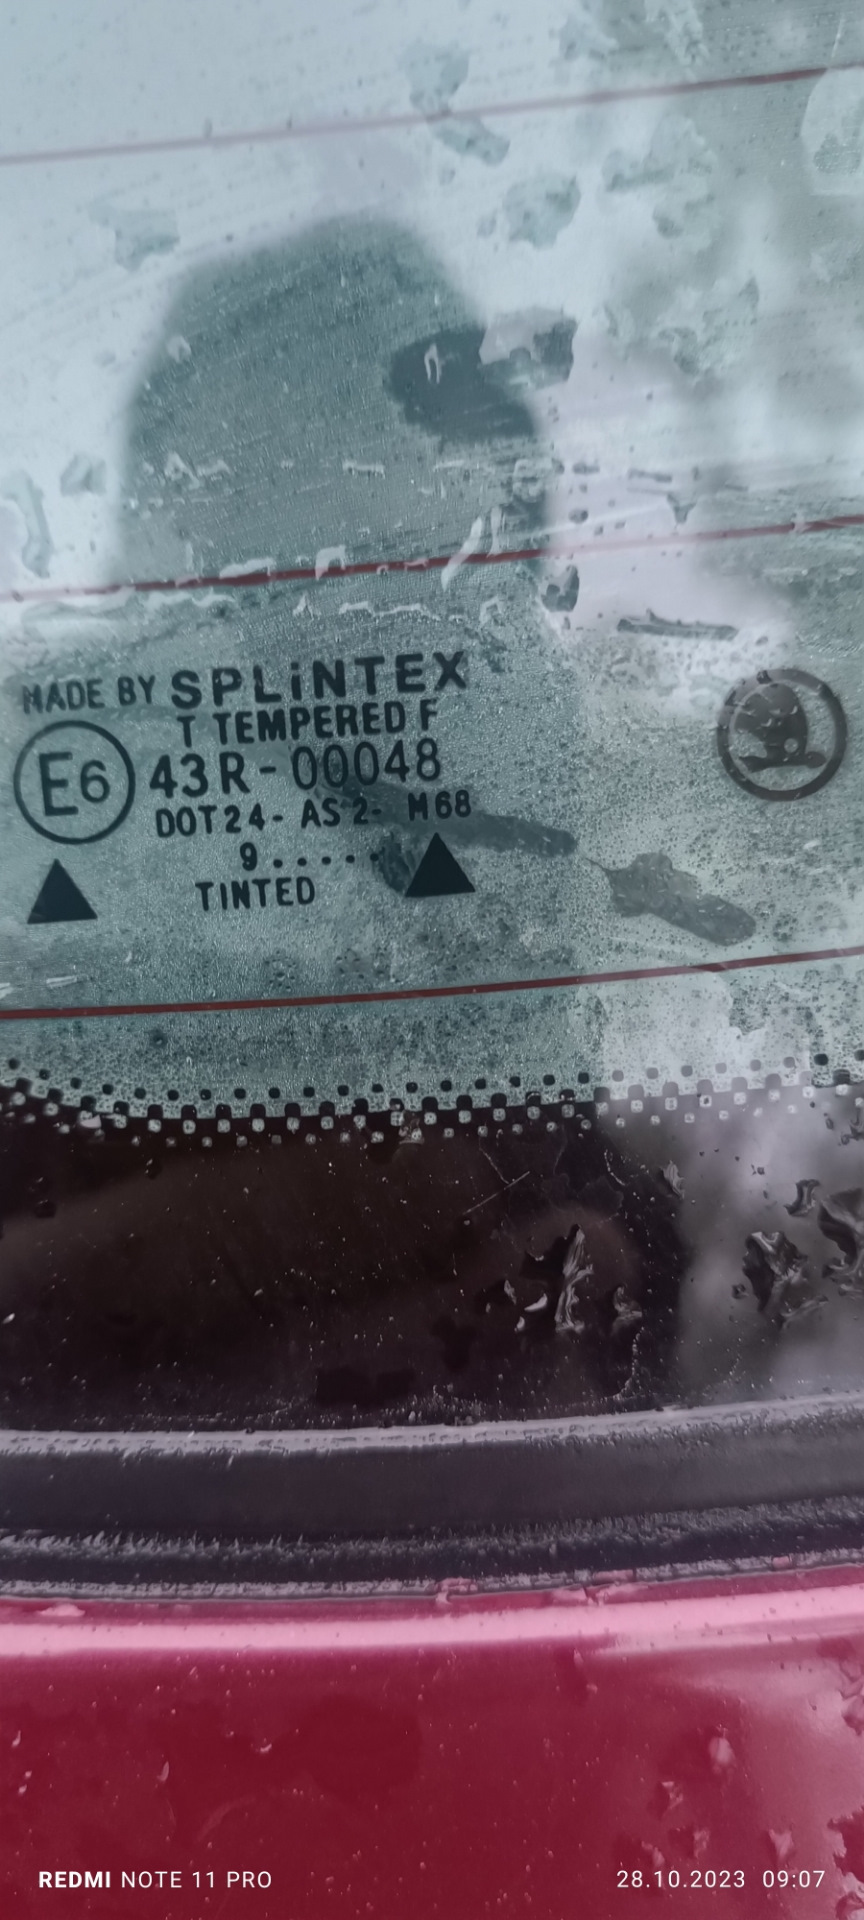 MADE BY SPLiNTEX
T TEMPERED F
E6 43R-00048
DOT24- AS 2- M68
9.....
TINTED
REDMI NOTE 11 PRO
28.10.2023 09:07